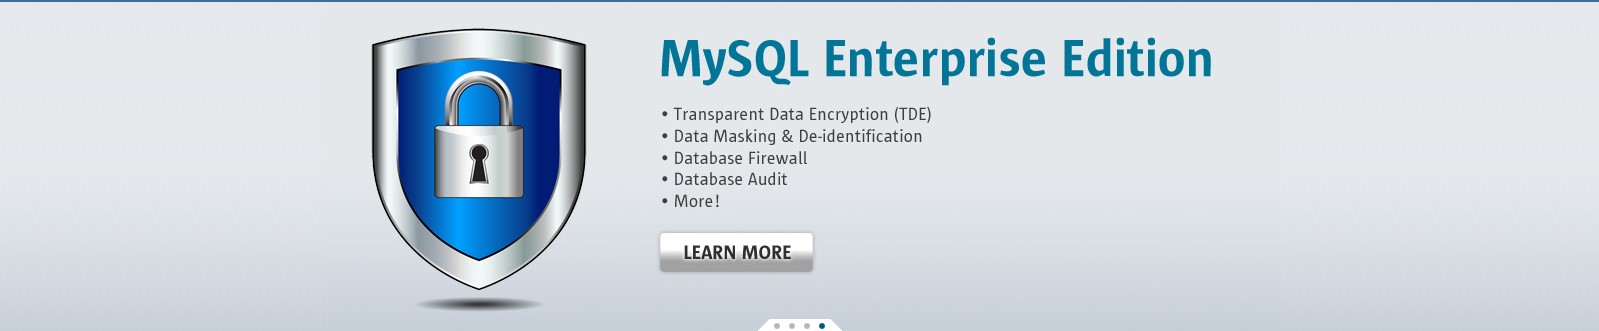 MySQL Enterprise Edition
• Transparent Data Encryption (TDE)
• Data Masking & De-identification
• Database Firewall
• Database Audit
• More!
LEARN MORE